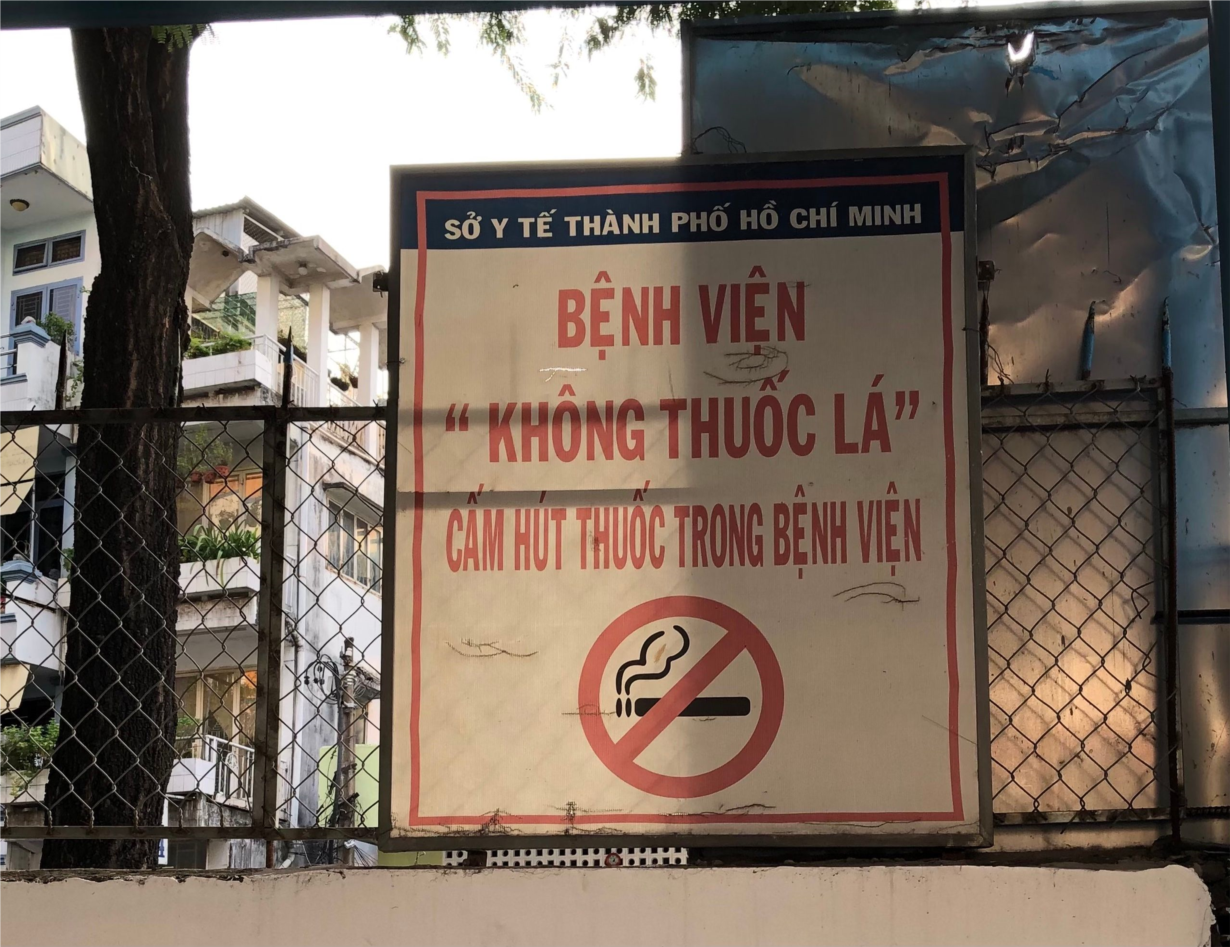 SỞ Y TẾ THÀNH PHỐ HỒ CHÍ MINH
BỆNH VIỆN
“ KHÔNG THUỐC LÁ”
CẤM HÚT THUỐC TRONG BỆNH VIỆN